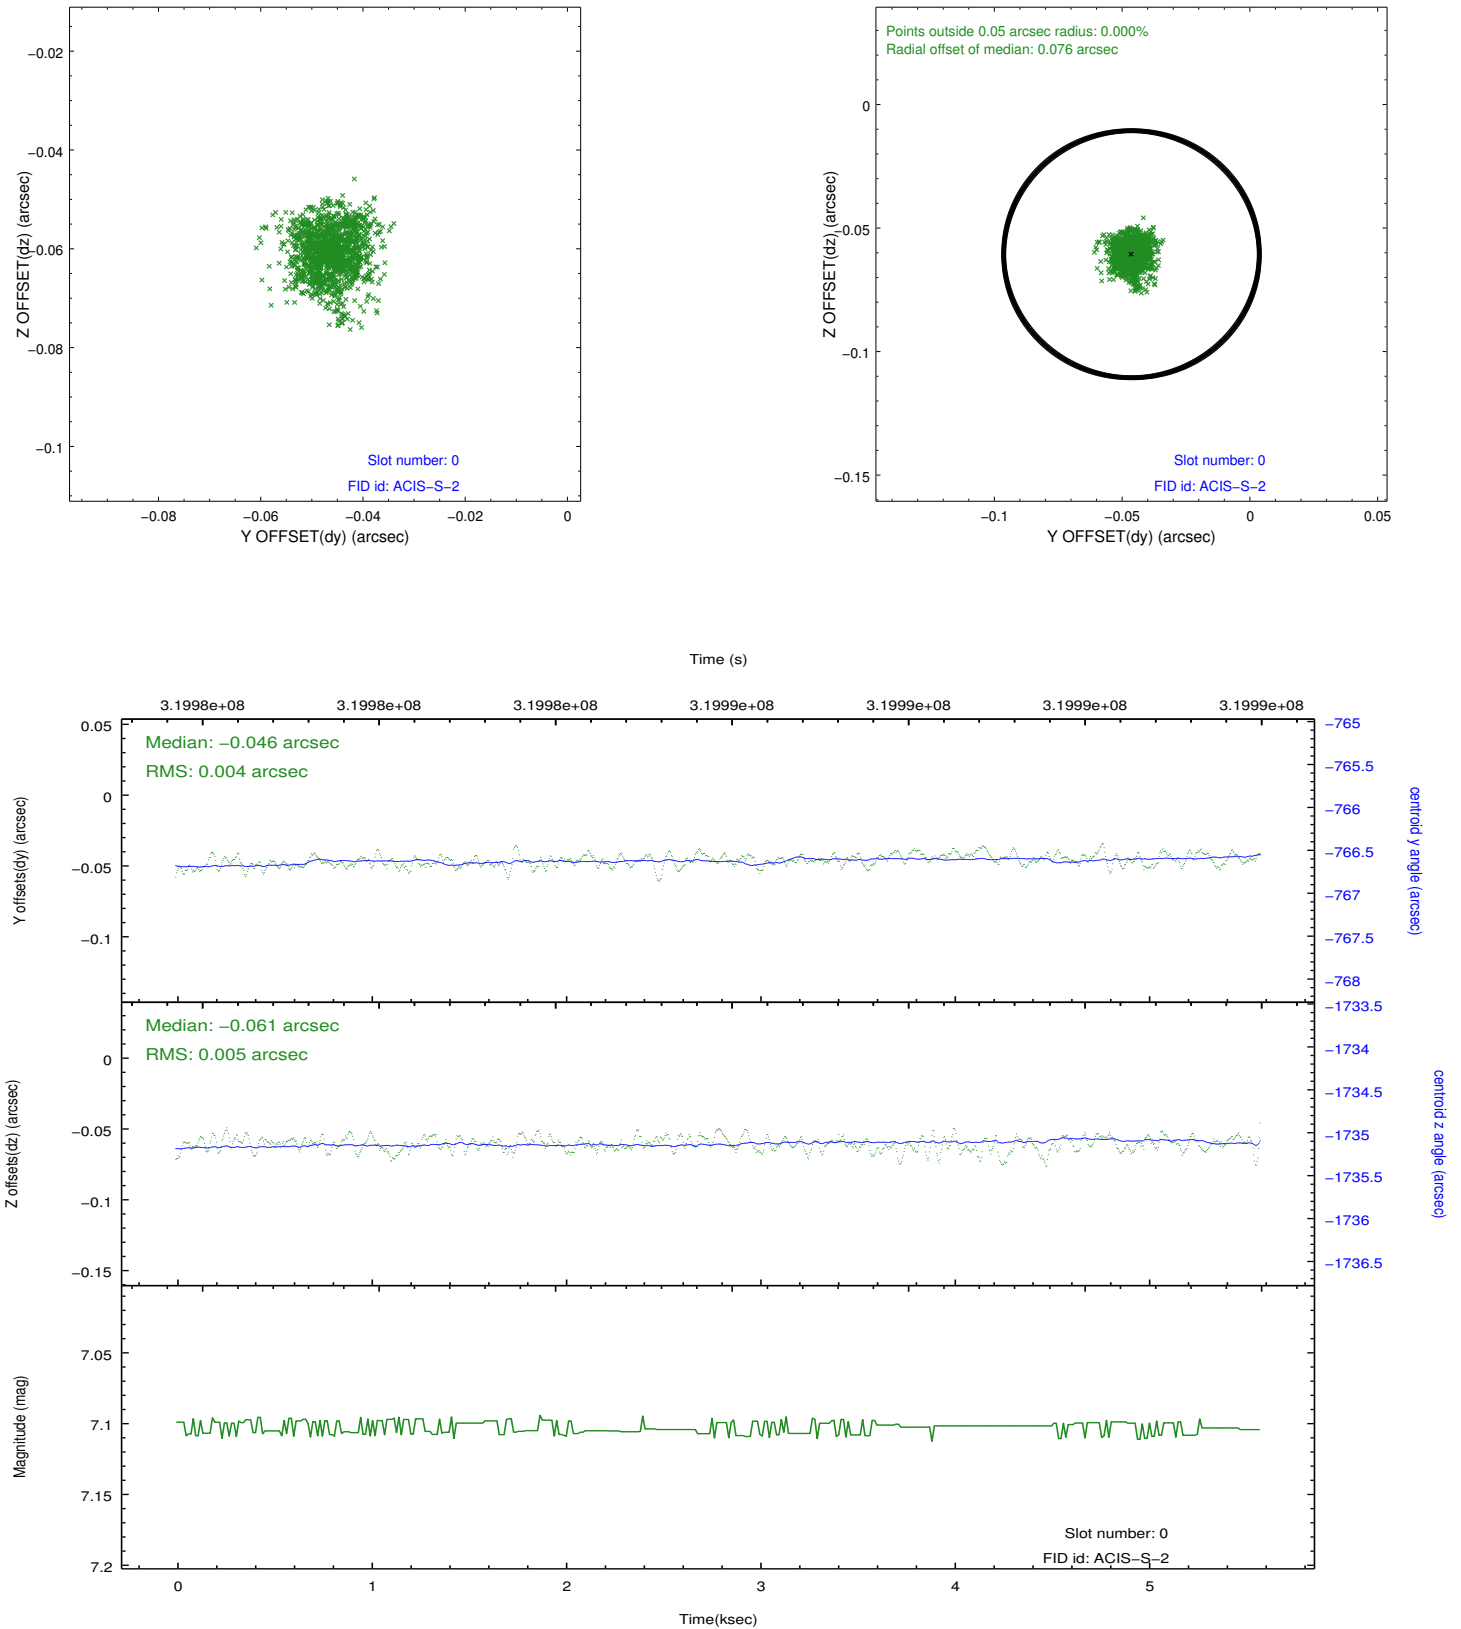 −0.02
−0.04
−0.06
−0.08
−0.1
Z OFFSET(dz) (arcsec)
Slot number: 0
FID id: ACIS−S−2
−0.08 −0.06 −0.04 −0.02 0
Y OFFSET(dy) (arcsec)
Points outside 0.05 arcsec radius: 0.000%
Radial offset of median: 0.076 arcsec
0
−0.05
−0.1
−0.15
Z OFFSET(dz) (arcsec)
Slot number: 0
FID id: ACIS−S−2
−0.1 −0.05 0 0.05
Y OFFSET(dy) (arcsec)
Time (s)
3.1998e+08 3.1998e+08 3.1998e+08 3.1999e+08 3.1999e+08 3.1999e+08 3.1999e+08
Median: −0.046 arcsec
RMS: 0.004 arcsec
0.05
0
−0.05
−0.1
Y offsets(dy) (arcsec)
−765
−765.5
−766
−766.5
−767
−767.5
−768
centroid y angle (arcsec)
Median: −0.061 arcsec
RMS: 0.005 arcsec
0
−0.05
−0.1
−0.15
Z offsets(dz) (arcsec)
−1733.5
−1734
−1734.5
−1735
−1735.5
−1736
−1736.5
centroid z angle (arcsec)
7.05
7.1
7.15
7.2
Magnitude (mag)
Slot number: 0
FID id: ACIS−S−2
0 1 2 3 4 5
Time(ksec)